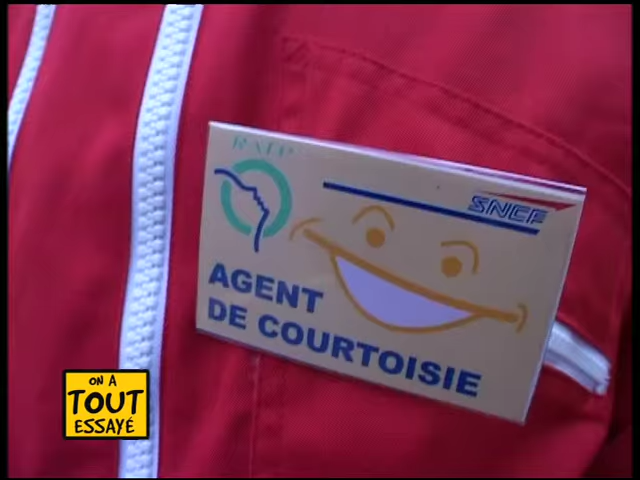 RATP
SNCF
AGENT
DE COURTOISIE
ON A
TOUT
ESSAYÉ